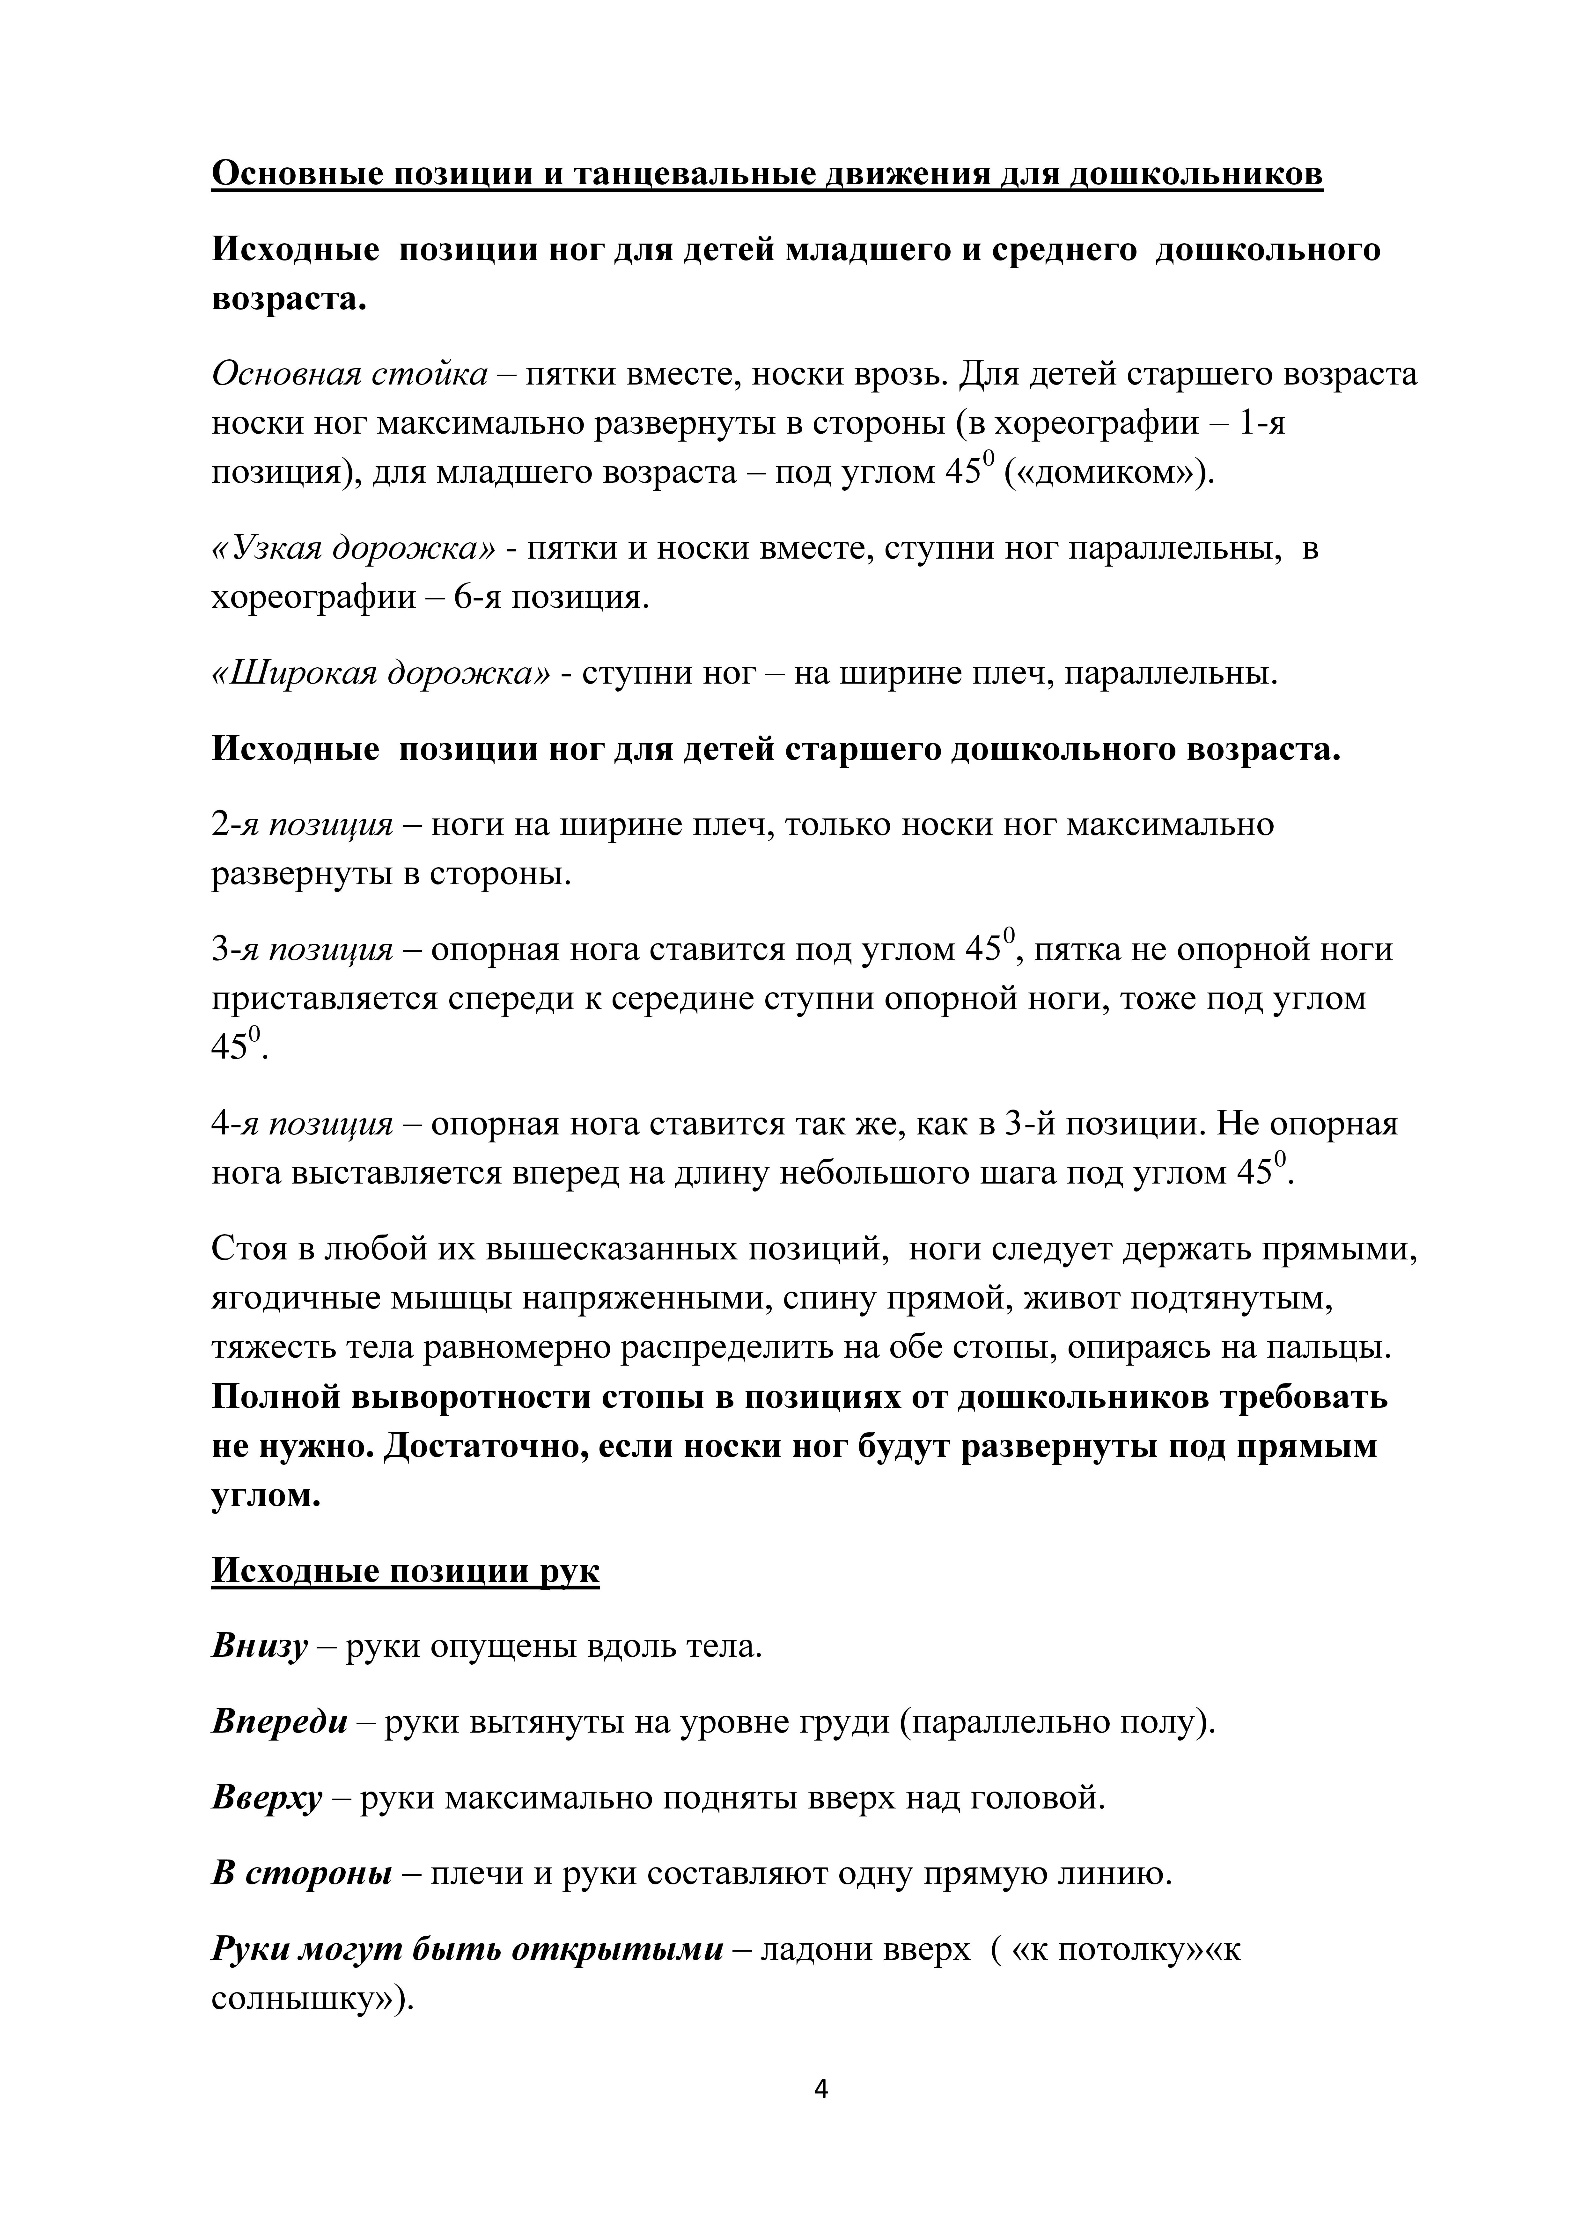 Основные позиции и танцевальные движения для дошкольников
Исходные  позиции ног для детей младшего и среднего  дошкольного
возраста.
Основная стойка – пятки вместе, носки врозь. Для детей старшего возраста
носки ног максимально развернуты в стороны (в хореографии – 1-я
позиция), для младшего возраста – под углом 45⁰ («домиком»).
«Узкая дорожка» - пятки и носки вместе, ступни ног параллельны,  в
хореографии – 6-я позиция.
«Широкая дорожка» - ступни ног – на ширине плеч, параллельны.
Исходные  позиции ног для детей старшего дошкольного возраста.
2-я позиция – ноги на ширине плеч, только носки ног максимально
развернуты в стороны.
3-я позиция – опорная нога ставится под углом 45⁰, пятка не опорной ноги
приставляется спереди к середине ступни опорной ноги, тоже под углом
45⁰.
4-я позиция – опорная нога ставится так же, как в 3-й позиции. Не опорная
нога выставляется вперед на длину небольшого шага под углом 45⁰.
Стоя в любой их вышесказанных позиций,  ноги следует держать прямыми,
ягодичные мышцы напряженными, спину прямой, живот подтянутым,
тяжесть тела равномерно распределить на обе стопы, опираясь на пальцы.
Полной выворотности стопы в позициях от дошкольников требовать
не нужно. Достаточно, если носки ног будут развернуты под прямым
углом.
Исходные позиции рук
Внизу – руки опущены вдоль тела.
Впереди – руки вытянуты на уровне груди (параллельно полу).
Вверху – руки максимально подняты вверх над головой.
В стороны – плечи и руки составляют одну прямую линию.
Руки могут быть открытыми – ладони вверх  ( «к потолку»«к
солнышку»).
4